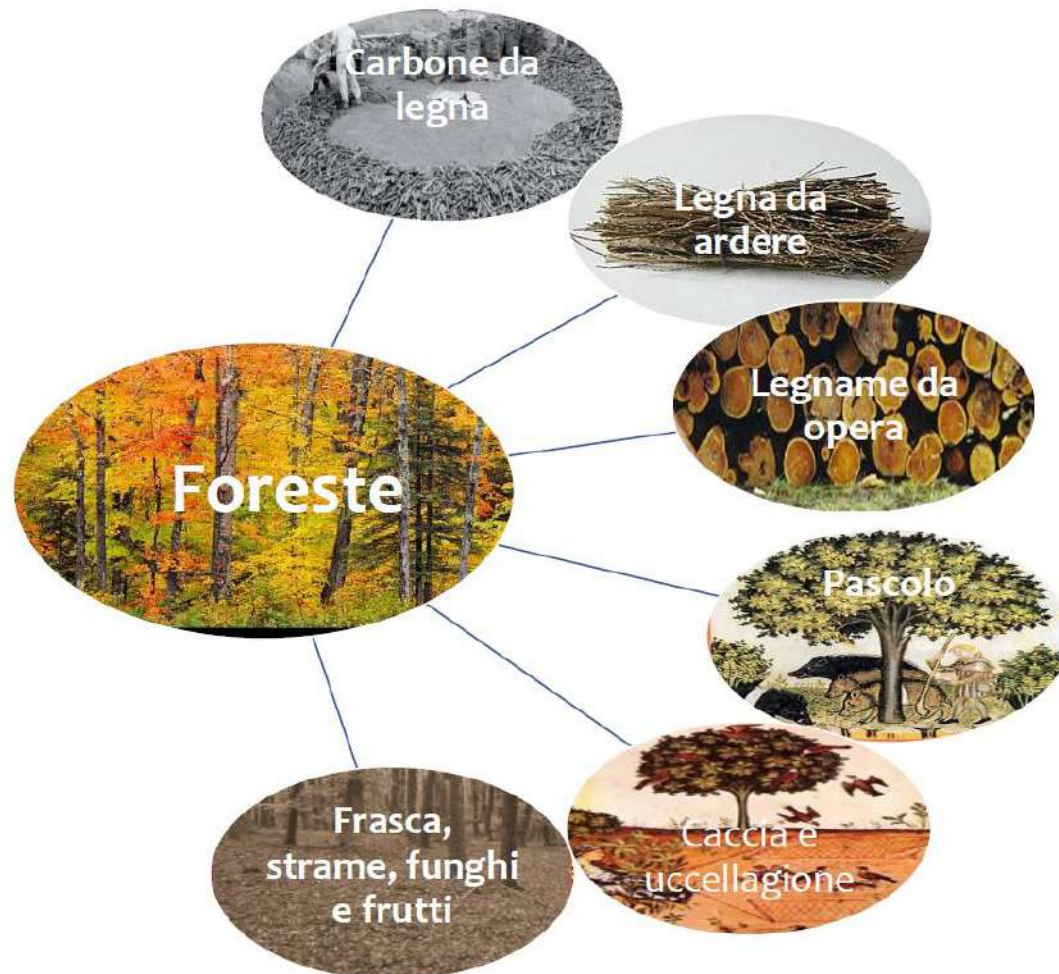 Carbone da
legna
Legna da
ardere
Legname da
opera
Foreste
Pascolo
Caccia e
uccellagione
Frasca,
strame, funghi
e frutti